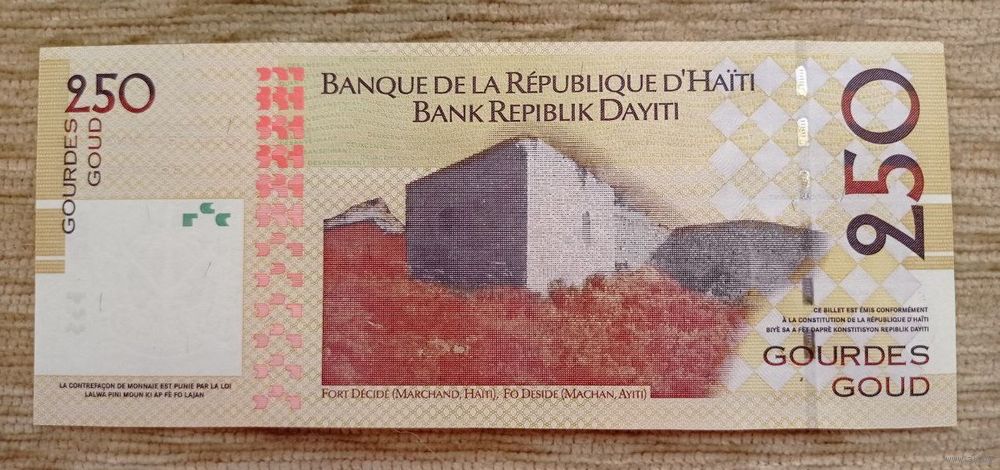 250
GOURDES
GOUD
BANQUE DE LA RÉPUBLIQUE D'HAÏTI
BANK REPIBLIK DAYITI
250
CE BILLET EST ÉMIS CONFORMÉMENT
À LA CONSTITUTION DE LA RÉPUBLIQUE D'HAÏTI
BIYÈ SA A FÈT DAPRÈ KONSTITISYON REPIBLIK DAYITI
GOURDES
GOUD
LA CONTREFAÇON DE MONNAIE EST PUNIE PAR LA LOI
LALWA PINI MOUN KI AP FÈ FO LAJAN
FORT DÉCIDÉ (MARCHAND, HAÏTI), FÒ DESIDE (MACHAN, AYITI)